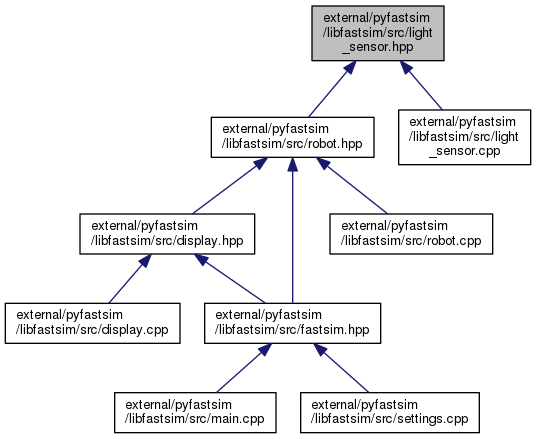 external/pyfastsim
/libfastsim/src/light
_sensor.hpp
external/pyfastsim
/libfastsim/src/robot.hpp
external/pyfastsim
/libfastsim/src/light
_sensor.cpp
external/pyfastsim
/libfastsim/src/display.hpp
external/pyfastsim
/libfastsim/src/robot.cpp
external/pyfastsim
/libfastsim/src/display.cpp
external/pyfastsim
/libfastsim/src/fastsim.hpp
external/pyfastsim
/libfastsim/src/main.cpp
external/pyfastsim
/libfastsim/src/settings.cpp